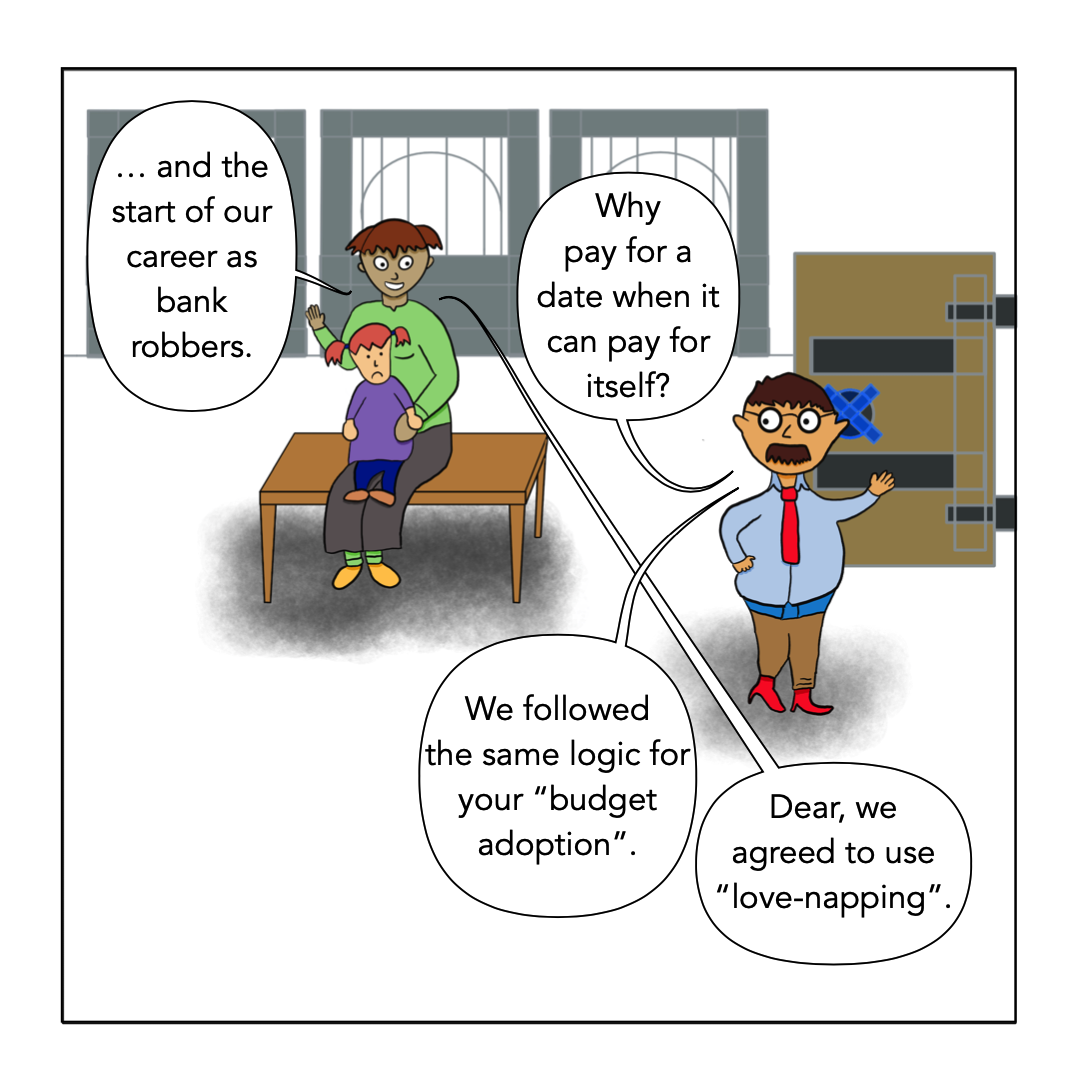 … and the
start of our
career as
bank
robbers.
Why
pay for a
date when it
can pay for
itself?
We followed
the same logic for
your “budget
adoption”.
Dear, we
agreed to use
“love-napping”.